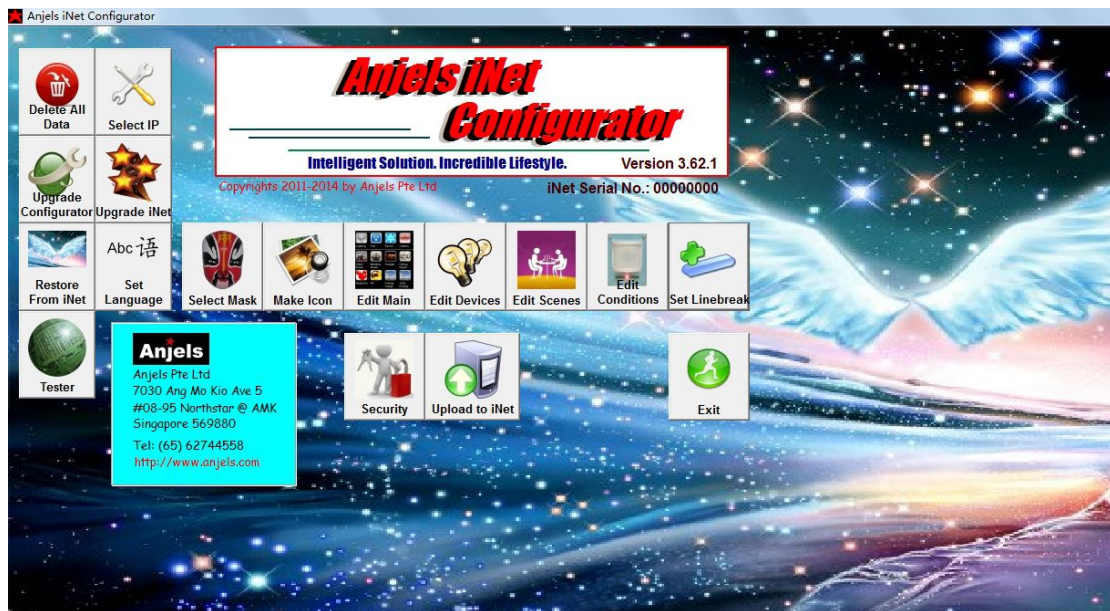 Anjels iNet Configurator
Anjels iNet
Configurator
Intelligent Solution. Incredible Lifestyle.
Version 3.62.1
Copyrights 2011-2014 by Anjels Pte Ltd
iNet Serial No.: 00000000
Delete All
Data
Select IP
Upgrade
Configurator
Upgrade iNet
Restore
From iNet
Abc 语
Set
Language
Select Mask
Make Icon
Edit Main
Edit Devices
Edit Scenes
Edit
Conditions
Set Linebreak
Tester
Anjels
Anjels Pte Ltd
7030 Ang Mo Kio Ave 5
#08-95 Northstar @ AMK
Singapore 569880
Tel: (65) 62744558
http://www.anjels.com
Security
Upload to iNet
Exit